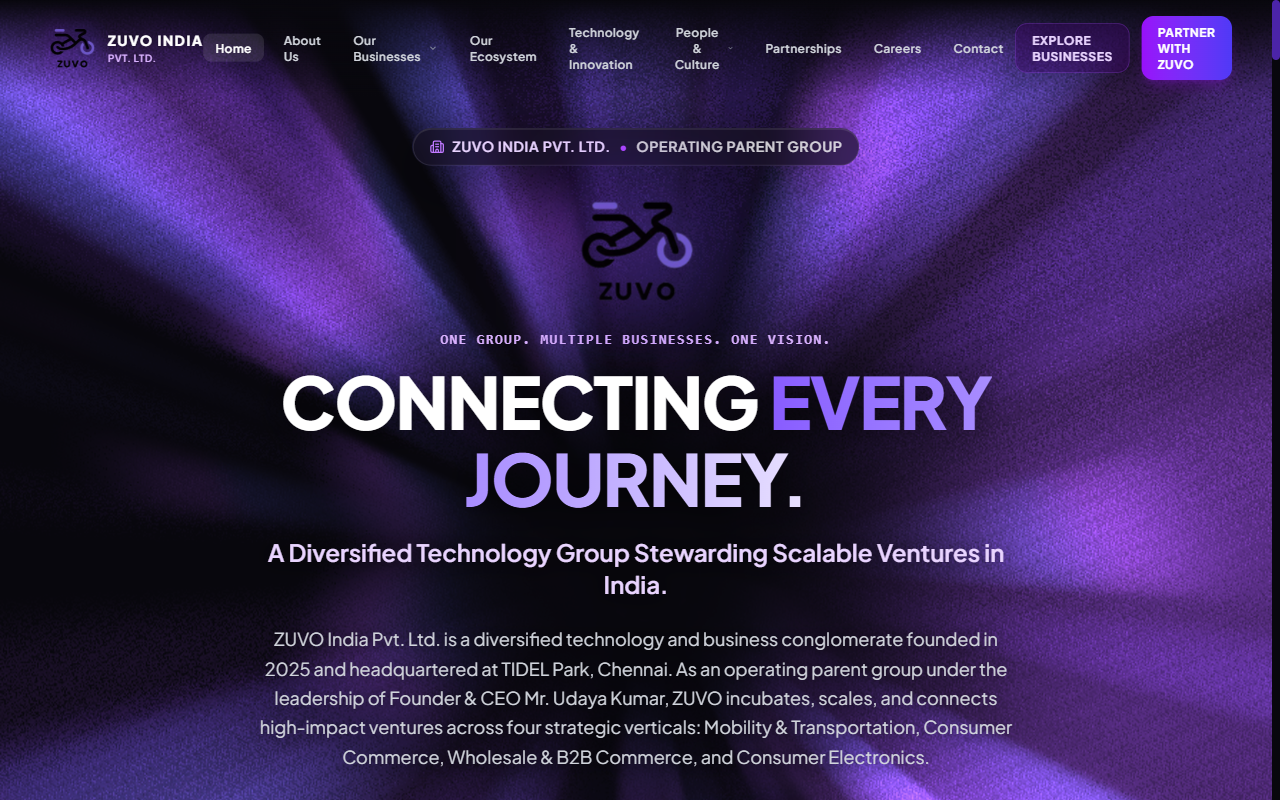 ZUVO
ZUVO INDIA
PVT. LTD.
Home
About
Us
Our
Businesses
Our
Ecosystem
Technology
&
Innovation
People
&
Culture
Partnerships
Careers
Contact
EXPLORE
BUSINESSES
PARTNER
WITH
ZUVO
ZUVO INDIA PVT. LTD. • OPERATING PARENT GROUP
ZUVO
ONE GROUP. MULTIPLE BUSINESSES. ONE VISION.
CONNECTING EVERY
JOURNEY.
A Diversified Technology Group Stewarding Scalable Ventures in
India.
ZUVO India Pvt. Ltd. is a diversified technology and business conglomerate founded in
2025 and headquartered at TIDEL Park, Chennai. As an operating parent group under the
leadership of Founder & CEO Mr. Udaya Kumar, ZUVO incubates, scales, and connects
high-impact ventures across four strategic verticals: Mobility & Transportation, Consumer
Commerce, Wholesale & B2B Commerce, and Consumer Electronics.